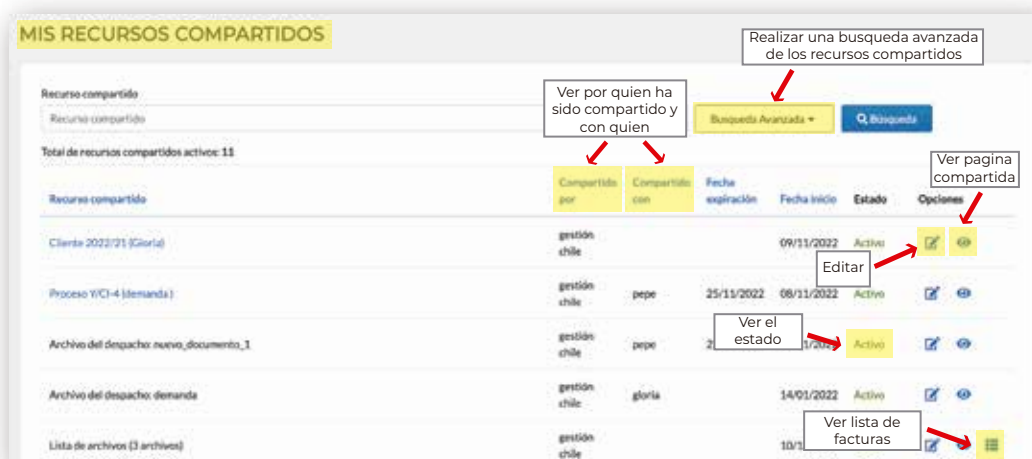 MIS RECURSOS COMPARTIDOS
Realizar una busqueda avanzada
de los recursos compartidos
Recurso compartido
Recurso compartido
Ver por quien ha
sido compartido y
con quien
Busqueda Avanzada
Búsqueda
Total de recursos compartidos activos: 11
Ver pagina
compartida
Recurso compartido
Compartido
por
Compartido
con
Fecha
expiración
Fecha inicio
Estado
Opciones
Cliente 2022/21 (Gloria)
gestión
chile
09/11/2022
Activo
Editar
Proceso Y/CI-4 (demanda )
gestión
chile
pepe
25/11/2022
08/11/2022
Activo
Ver el
estado
Archivo del despacho: nuevo_documento_1
gestión
chile
pepe
Activo
Archivo del despacho: demanda
gestión
chile
gloria
14/01/2022
Activo
Ver lista de
facturas
Lista de archivos (3 archivos)
gestión
chile
10/1